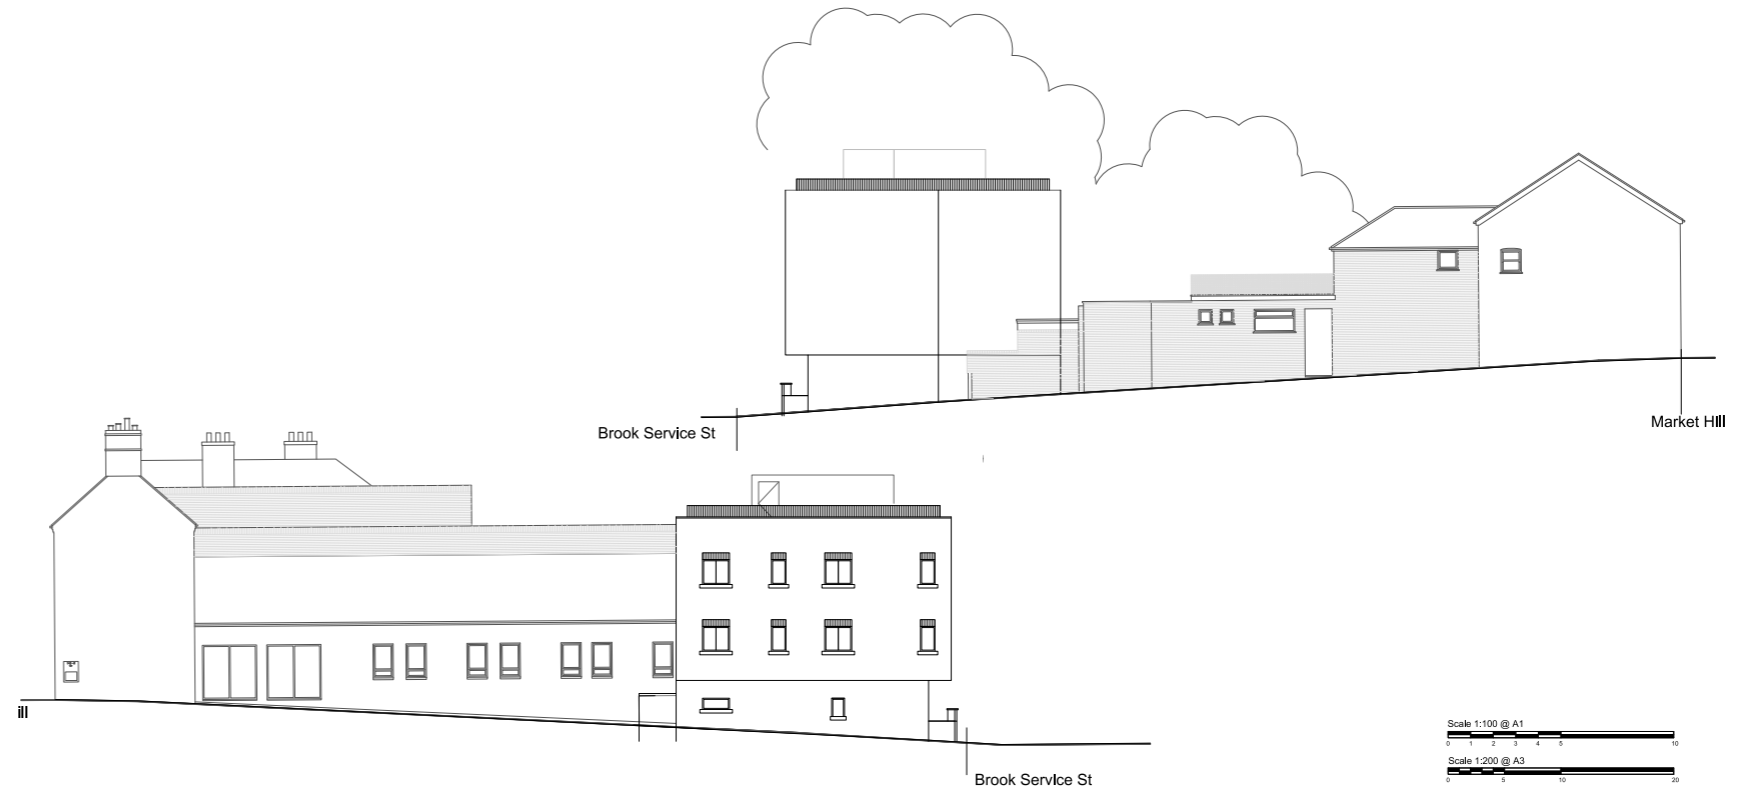 Brook Service St
Market Hill
ill
Brook Service St
Scale 1:100 @ A1
0 1 2 3 4 5 10
Scale 1:200 @ A3
0 5 10 20